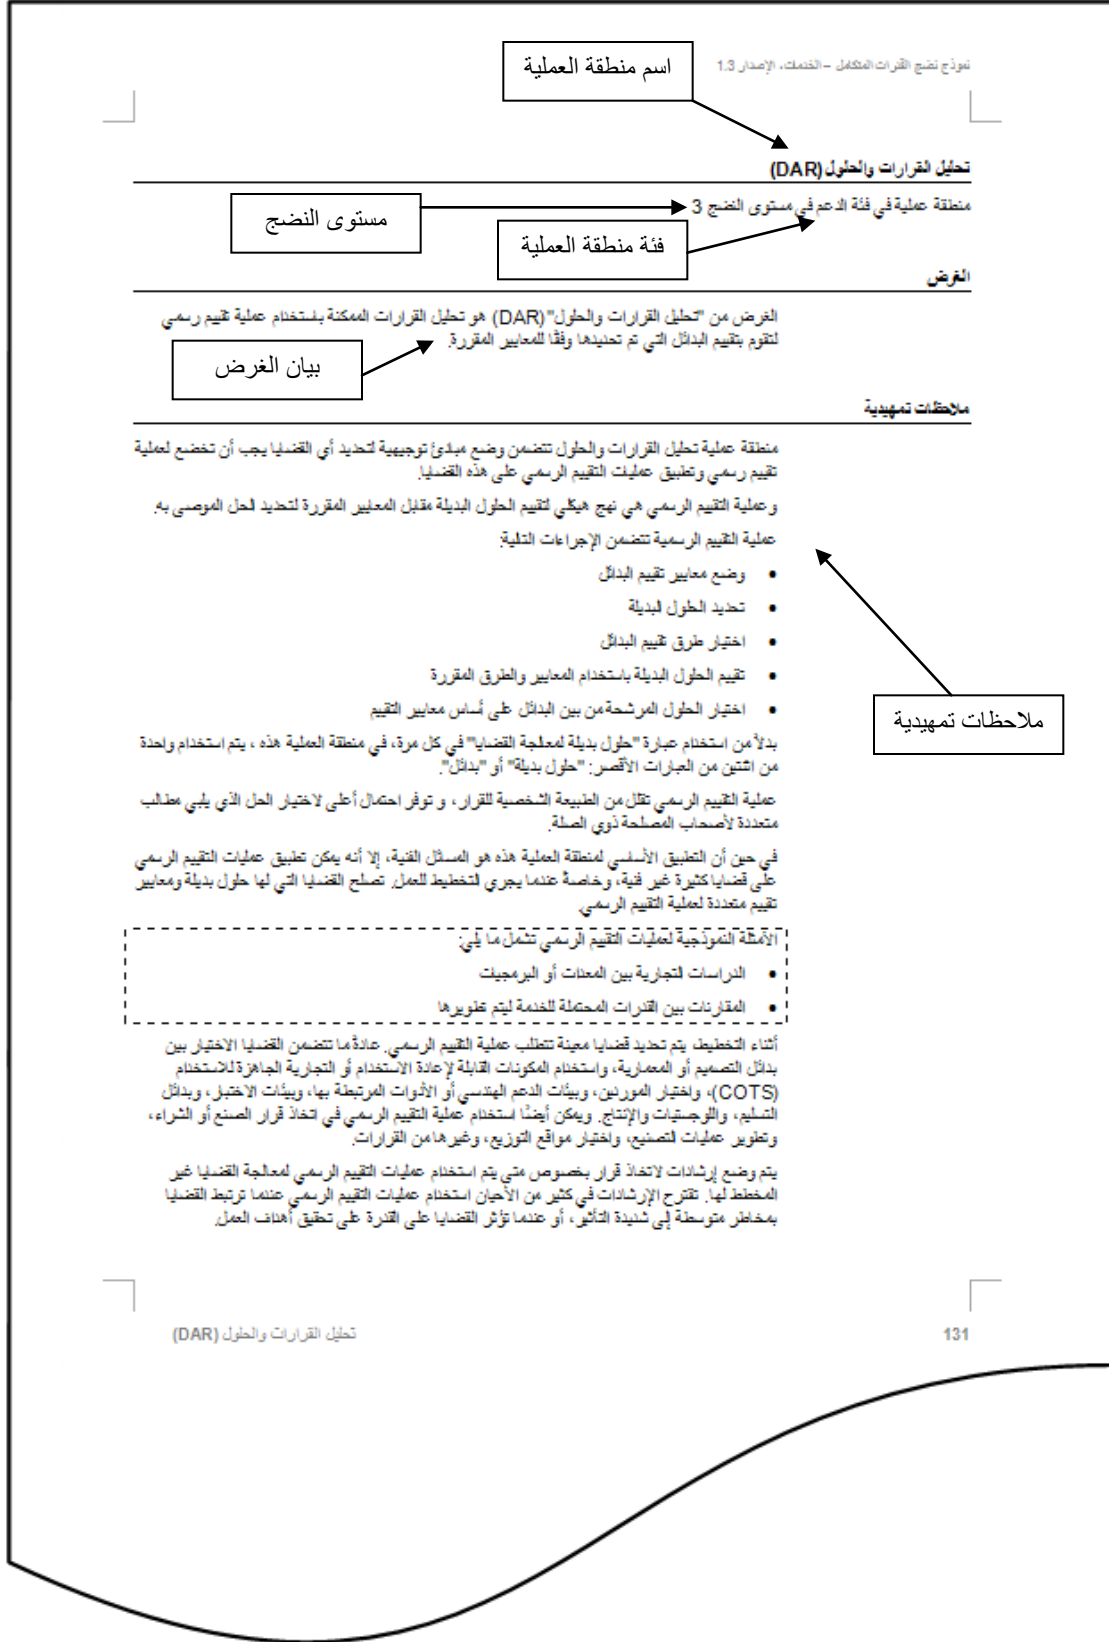 نموذج نضج القدرات المتكامل – الخدمات، الإصدار 1.3
اسم منطقة العملية
تحليل القرارات والحلول (DAR)
منطقة عملية في فئة الدعم في مستوى النضج 3
مستوى النضج
فئة منطقة العملية
الغرض
الغرض من "تحليل القرارات والحلول" (DAR) هو تحليل القرارات الممكنة باستخدام عملية تقييم رسمي
لتقوم بتقييم البدائل التي تم تحديدها وفقًا للمعايير المقررة.
بيان الغرض
ملاحظات تمهيدية
منطقة عملية تحليل القرارات والحلول تتضمن وضع مبادئ توجيهية لتحديد أي القضايا يجب أن تخضع لعملية
تقييم رسمي وتطبيق عمليات التقييم الرسمي على هذه القضايا.
وعملية التقييم الرسمي هي نهج هيكلي لتقييم الحلول البديلة مقابل المعايير المقررة لتحديد الحل الموصى به.
عملية التقييم الرسمية تتضمن الإجراءات التالية:
• وضع معايير تقييم البدائل
• تحديد الحلول البديلة
• اختيار طرق تقييم البدائل
• تقييم الحلول البديلة باستخدام المعايير والطرق المقررة
• اختيار الحلول المرشحة من بين البدائل على أساس معايير التقييم
ملاحظات تمهيدية
بدلاً من استخدام عبارة "حلول بديلة لمعالجة القضايا" في كل مرة، في منطقة العملية هذه ، يتم استخدام واحدة
من اثنتين من العبارات الأقصر: "حلول بديلة" أو "بدائل".
عملية التقييم الرسمي تقلل من الطبيعة الشخصية للقرار، و توفر احتمال أعلى لاختيار الحل الذي يلبي مطالب
متعددة لأصحاب المصلحة ذوي الصلة.
في حين أن التطبيق الأساسي لمنطقة العملية هذه هو المسائل الفنية، إلا أنه يمكن تطبيق عمليات التقييم الرسمي
على قضايا كثيرة غير فنية، وخاصةً عندما يجري التخطيط للعمل. تصلح القضايا التي لها حلول بديلة ومعايير
تقييم متعددة لعملية التقييم الرسمي.
الأمثلة النموذجية لعمليات التقييم الرسمي تشمل ما يلي:
• الدراسات التجارية بين المعدات أو البرمجيات
• المقارنات بين القدرات المحتملة للخدمة ليتم تطويرها
أثناء التخطيط، يتم تحديد قضايا معينة تتطلب عملية التقييم الرسمي. عادةً ما تتضمن القضايا الاختيار بين
بدائل التصميم أو المعمارية، واستخدام المكونات القابلة لإعادة الاستخدام أو التجارية الجاهزة للاستخدام
(COTS)، واختيار الموردين، وبيئات الدعم الهندسي أو الأدوات المرتبطة بها، وبيئات الاختبار، وبدائل
التسليم، واللوجستيات والإنتاج. ويمكن أيضًا استخدام عملية التقييم الرسمي في اتخاذ قرار الصنع أو الشراء،
وتطوير عمليات التصنيع، واختيار مواقع التوزيع، وغيرها من القرارات.
يتم وضع إرشادات لاتخاذ قرار بخصوص متى يتم استخدام عمليات التقييم الرسمي لمعالجة القضايا غير
المخطط لها. تقترح الإرشادات في كثير من الأحيان استخدام عمليات التقييم الرسمي عندما ترتبط القضايا
بمخاطر متوسطة إلى شديدة التأثير، أو عندما تؤثر القضايا على القدرة على تحقيق أهداف العمل.
131
تحليل القرارات والحلول (DAR)